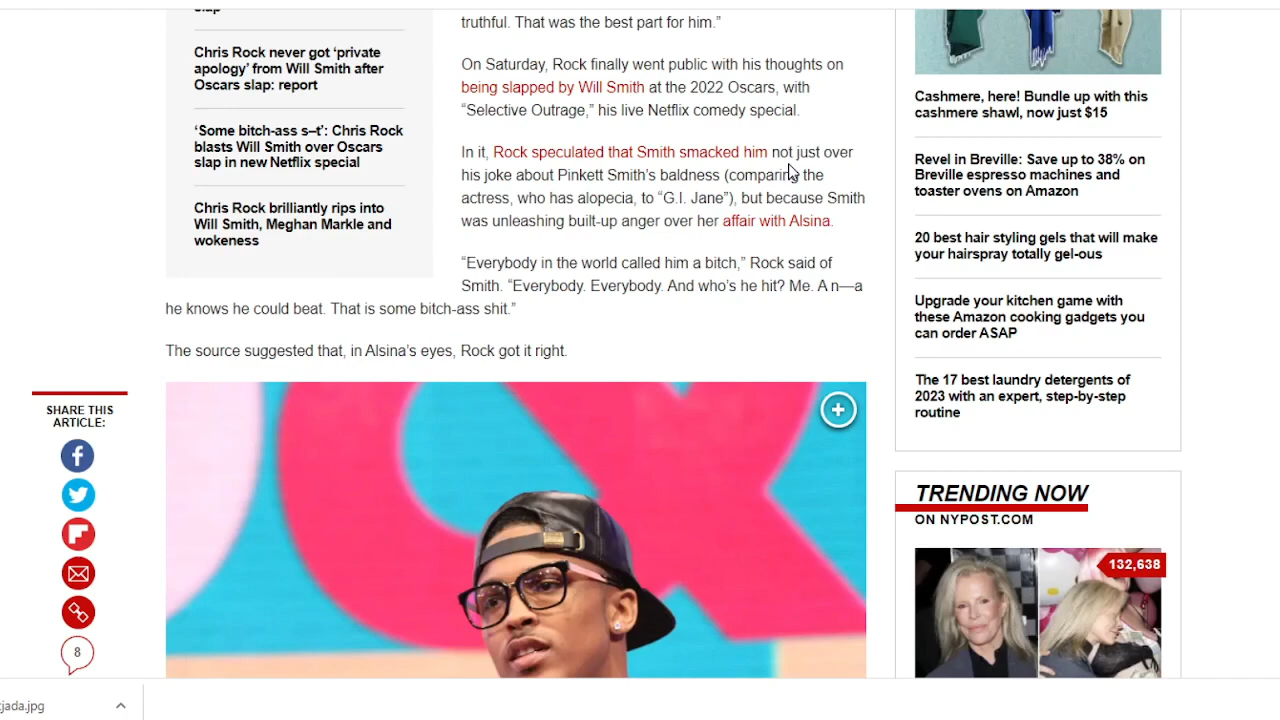 slap
Chris Rock never got ‘private
apology’ from Will Smith after
Oscars slap: report
‘Some bitch-ass s–t’: Chris Rock
blasts Will Smith over Oscars
slap in new Netflix special
Chris Rock brilliantly rips into
Will Smith, Meghan Markle and
wokeness
truthful. That was the best part for him.”
On Saturday, Rock finally went public with his thoughts on
being slapped by Will Smith at the 2022 Oscars, with
“Selective Outrage,” his live Netflix comedy special.
In it, Rock speculated that Smith smacked him not just over
his joke about Pinkett Smith’s baldness (comparing the
actress, who has alopecia, to “G.I. Jane”), but because Smith
was unleashing built-up anger over her affair with Alsina.
“Everybody in the world called him a bitch,” Rock said of
Smith. “Everybody. Everybody. And who’s he hit? Me. A n—a
he knows he could beat. That is some bitch-ass shit.”
The source suggested that, in Alsina’s eyes, Rock got it right.
SHARE THIS
ARTICLE:
8
Cashmere, here! Bundle up with this
cashmere shawl, now just $15
Revel in Breville: Save up to 38% on
Breville espresso machines and
toaster ovens on Amazon
20 best hair styling gels that will make
your hairspray totally gel-ous
Upgrade your kitchen game with
these Amazon cooking gadgets you
can order ASAP
The 17 best laundry detergents of
2023 with an expert, step-by-step
routine
TRENDING NOW
ON NYPOST.COM
132,638
jada.jpg